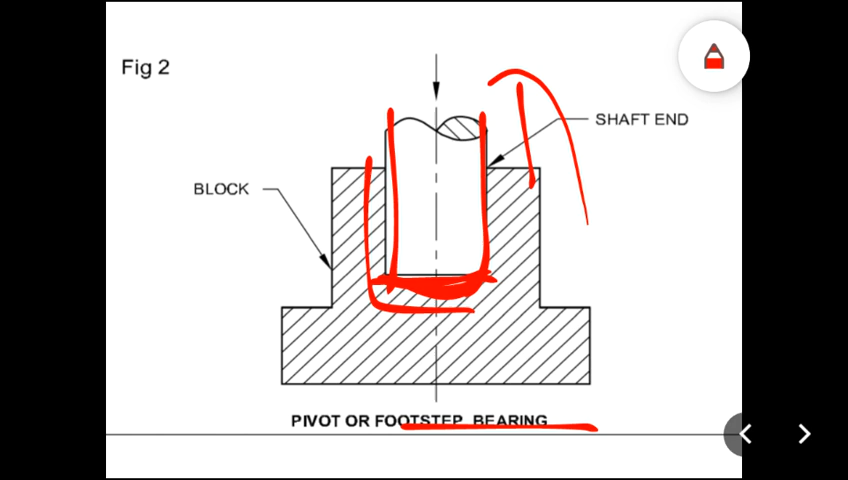 Fig 2
SHAFT END
BLOCK
PIVOT OR FOOTSTEP BEARING